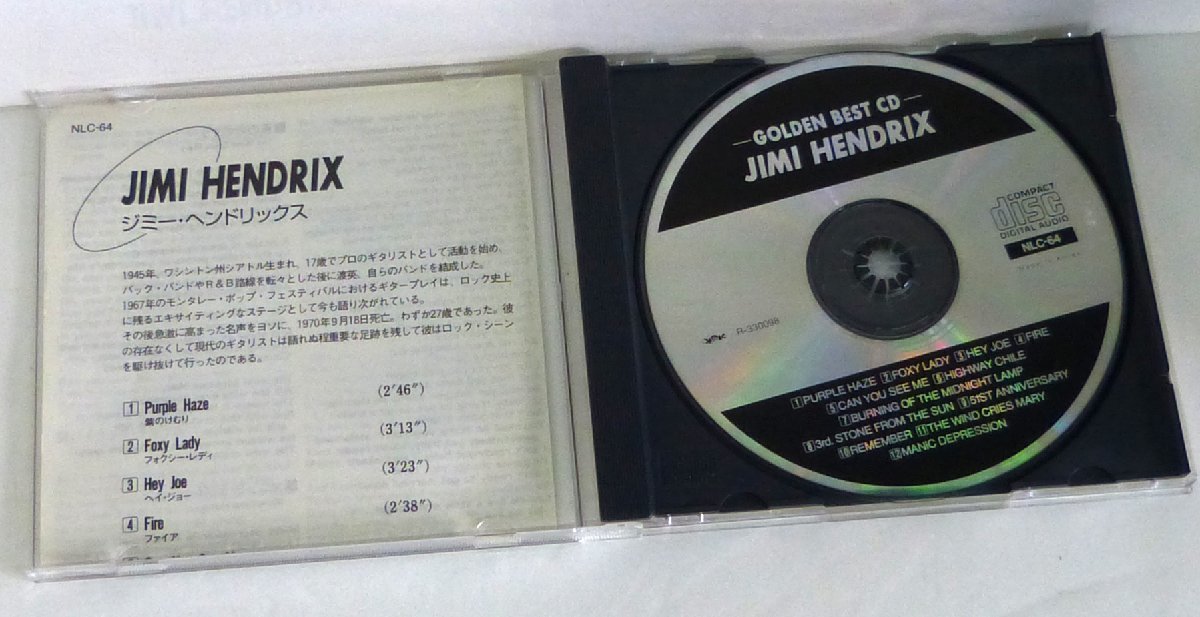 NLC-64
JIMI HENDRIX
ジミー・ヘンドリックス
1945年、ワシントン州シアトル生まれ、17歳でプロのギタリストとして活動を始め、
バック・バンドやR&B路線を転々とした後に渡英、自らのバンドを結成した。
1967年のモンタレー・ポップ・フェスティバルにおけるギタープレイは、ロック史上
に残るエキサイティングなステージとして今も語り次がれている。
その後急激に高まった名声をヨソに、1970年9月18日死亡。わずか27歳であった。彼
の存在なくして現代のギタリストは語れぬ程重要な足跡を残して彼はロック・シーン
を駆け抜けて行ったのである。
1 Purple Haze (2'46")
紫のけむり
2 Foxy Lady (3'13")
フォクシー・レディ
3 Hey Joe (3'23")
ヘイ・ジョー
4 Fire (2'38")
ファイア
GOLDEN BEST CD
JIMI HENDRIX
COMPACT
disc
DIGITAL AUDIO
NLC-64
R-330098
1 PURPLE HAZE 2 FOXY LADY 3 HEY JOE 4 FIRE
5 CAN YOU SEE ME 6 HIGHWAY CHILE
7 BURNING OF THE MIDNIGHT LAMP
8 3rd. STONE FROM THE SUN 9 51ST ANNIVERSARY
10 REMEMBER 11 THE WIND CRIES MARY
12 MANIC DEPRESSION